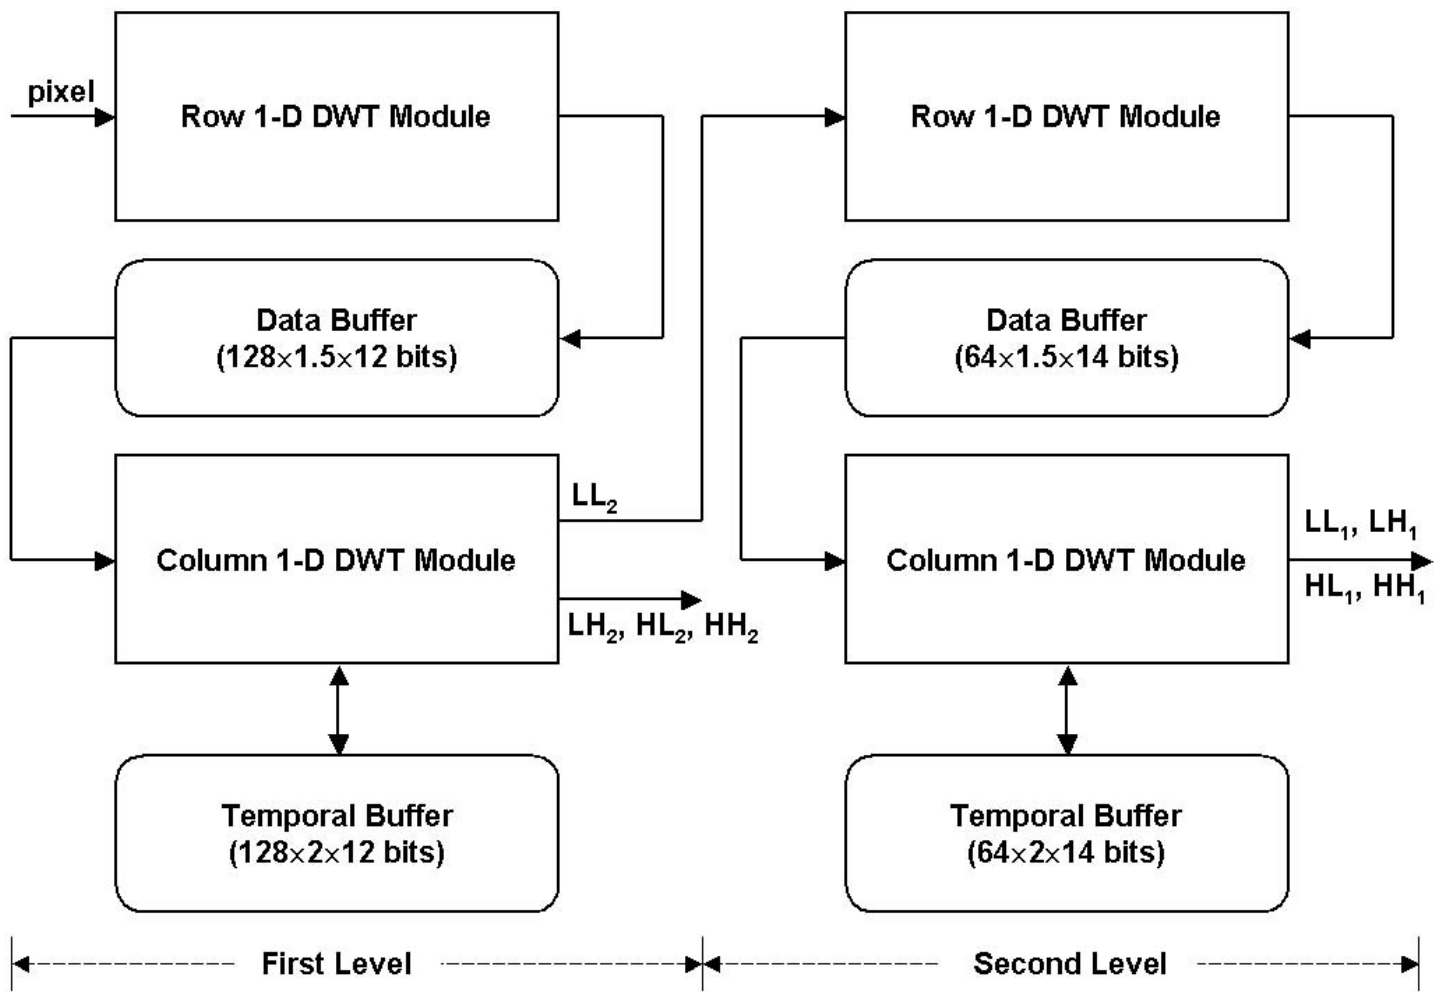 pixel
Row 1-D DWT Module
Data Buffer
(128×1.5×12 bits)
Column 1-D DWT Module
LL₂
LH₂, HL₂, HH₂
Temporal Buffer
(128×2×12 bits)
First Level
Row 1-D DWT Module
Data Buffer
(64×1.5×14 bits)
Column 1-D DWT Module
LL₁, LH₁
HL₁, HH₁
Temporal Buffer
(64×2×14 bits)
Second Level